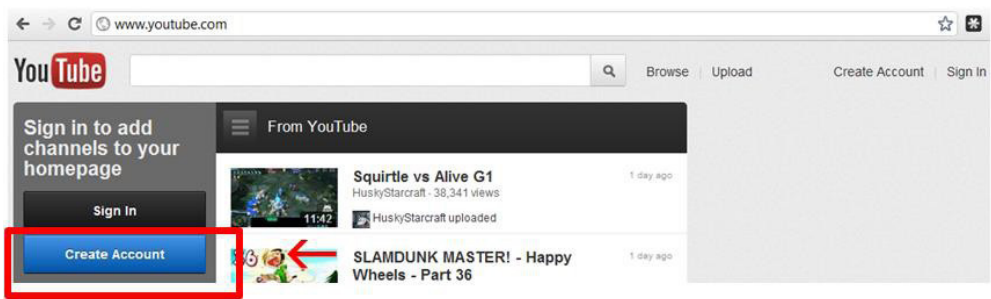 www.youtube.com
YouTube
Browse
Upload
Create Account
Sign In
Sign in to add
channels to your
homepage
Sign In
Create Account
From YouTube
Squirtle vs Alive G1
1 day ago
HuskyStarcraft - 38,341 views
11:42
HuskyStarcraft uploaded
SLAMDUNK MASTER! - Happy
Wheels - Part 36
1 day ago